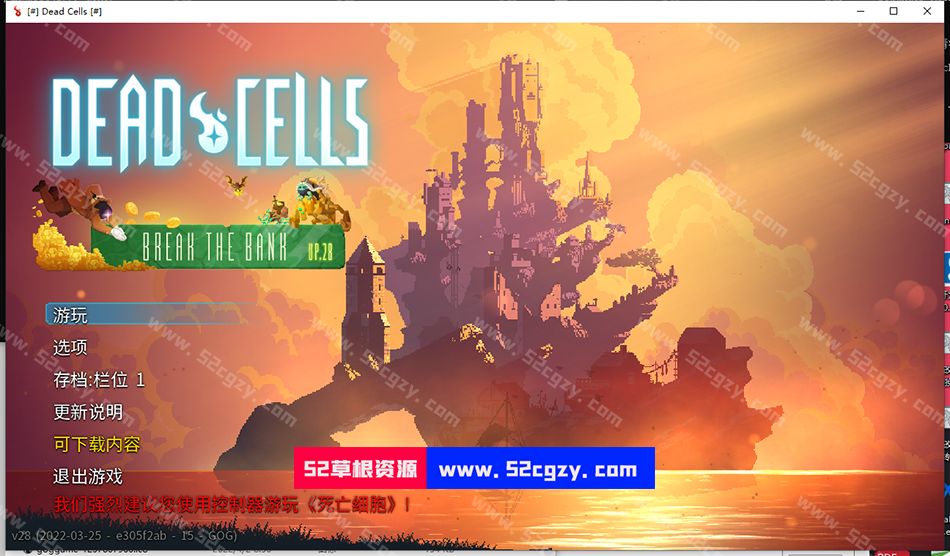 [#] Dead Cells [#]
DEAD CELLS
BREAK THE BANK UP.28
游玩
选项
存档:栏位 1
更新说明
可下载内容
退出游戏
我们强烈建议您使用控制器游玩《死亡细胞》!
52草根资源 www.52cgzy.com
v28 (2022-03-25 - e305f2ab - 15 - GOG)
www.52cgzy.com